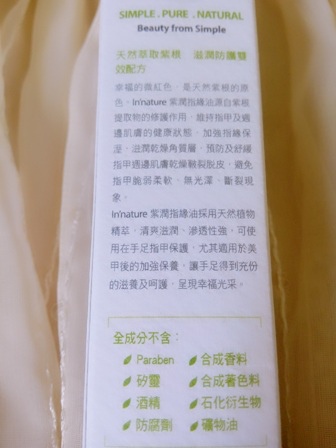 SIMPLE . PURE . NATURAL
Beauty from Simple
天然萃取紫根　滋潤防護雙
效配方
幸福的微紅色，是天然紫根的原
色。In'nature 紫潤指緣油源自紫根
提取物的修護作用，維持指甲及週
邊肌膚的健康狀態，加強指緣保
溼、滋潤乾燥角質層，預防及紓緩
指甲週邊肌膚乾燥皸裂脫皮，避免
指甲脆弱柔軟、無光澤、斷裂現
象。
In'nature 紫潤指緣油採用天然植物
精萃，清爽滋潤、滲透性強，可使
用在手足指甲保護，尤其適用於美
甲後的加強保養，讓手足得到充份
的滋養及呵護，呈現幸福光采。
全成分不含：
Paraben 合成香料
矽靈 合成著色料
酒精 石化衍生物
防腐劑 礦物油